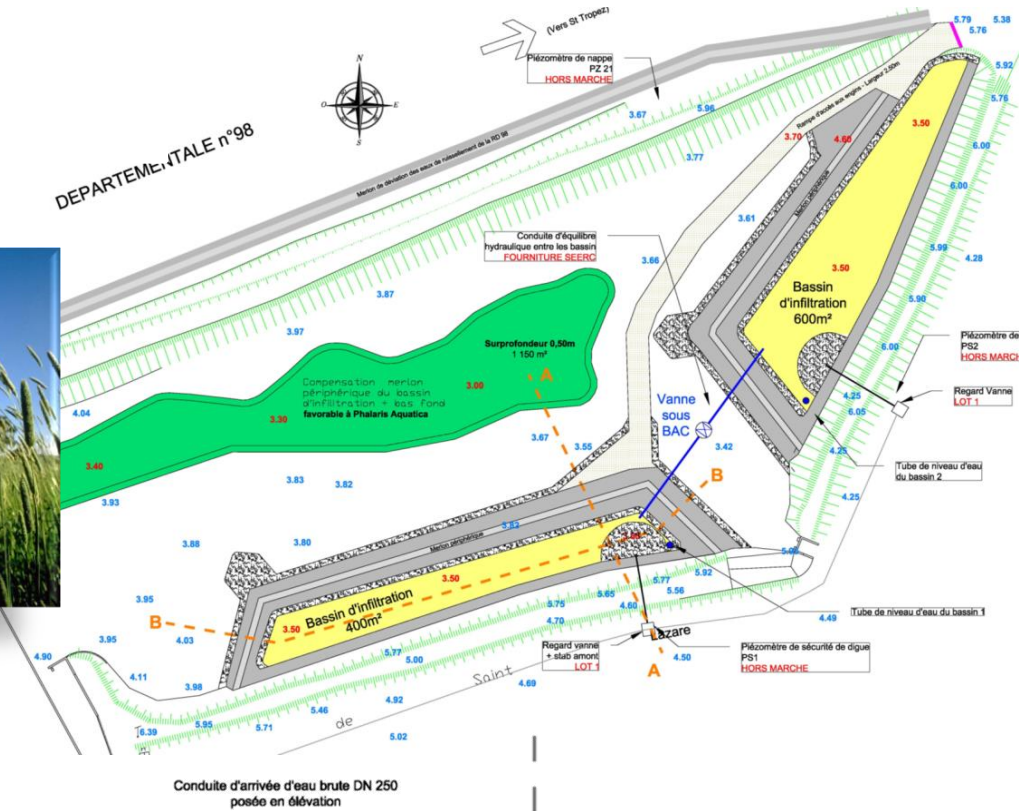 (Vers St Tropez)
5.79
5.38
5.76
Piézomètre de nappe
PZ 21
HORS MARCHE
N
O
E
S
DEPARTEMENTALE n°98
Merlon de déviation des eaux de ruissellement de la RD 98
Rampe d'accès aux engins - Largeur 2,50m
5.92
5.76
3.67
5.96
3.50
3.70
4.60
6.00
3.77
Merlon périphérique
6.00
3.61
5.99
4.28
Conduite d'équilibre
hydraulique entre les bassin
FOURNITURE SEERC
3.66
3.50
3.87
Bassin
d'infiltration
600m²
5.90
3.97
6.00
Piézomètre de
PS2
HORS MARCH
Surprofondeur 0,50m
1 150 m²
A
Compensation merlon
périphérique du bassin
d'infiltration + bas fond
favorable à Phalaris Aquatica
3.00
3.30
4.04
Vanne
sous
BAC
4.25
6.05
Regard Vanne
LOT 1
3.67
3.55
3.42
4.25
3.40
3.93
3.83
3.82
B
Tube de niveau d'eau
du bassin 2
4.25
3.88
3.80
Merlon périphérique
5.82
3.50
5.92
5.77
5.56
3.95
B
4.03
3.50
Bassin d'infiltration
400m²
5.75
5.65
4.60
4.70
Tube de niveau d'eau du bassin 1
4.49
3.95
4.90
4.11
3.98
5.77
5.00
Regard vanne
+ stab amont
LOT 1
Lazare
A
4.50
Piézomètre de sécurité de digue
PS1
HORS MARCHE
Saint
4.69
4.92
5.46
de
6.39
5.95
5.71
5.02
Conduite d'arrivée d'eau brute DN 250
posée en élévation